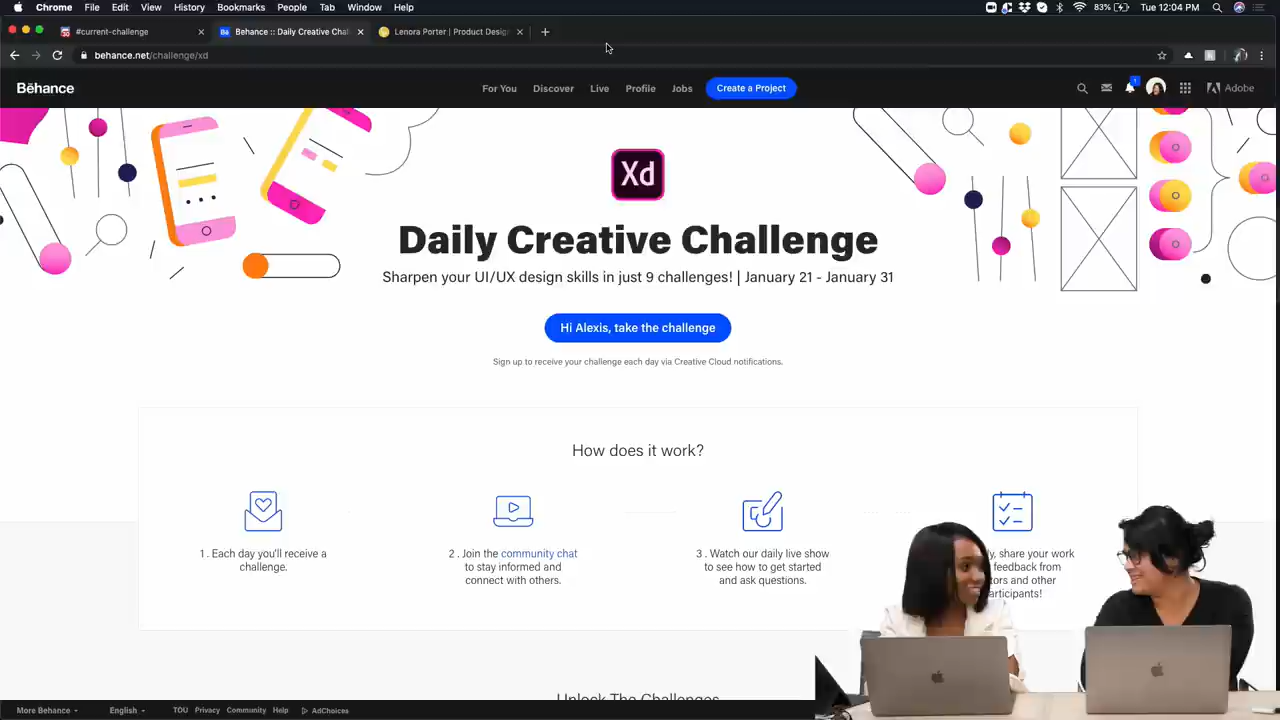 Chrome File Edit View History Bookmarks People Tab Window Help 83% Tue 12:04 PM
#current-challenge Behance :: Daily Creative Chal Lenora Porter | Product Desig
behance.net/challenge/xd
Bēhance For You Discover Live Profile Jobs Create a Project 1 Adobe
Xd
Daily Creative Challenge
Sharpen your UI/UX design skills in just 9 challenges! | January 21 - January 31
Hi Alexis, take the challenge
Sign up to receive your challenge each day via Creative Cloud notifications.
How does it work?
1 . Each day you'll receive a
challenge.
2 . Join the community chat
to stay informed and
connect with others.
3 . Watch our daily live show
to see how to get started
and ask questions.
share your work
feedback from
and other
Unlock The Challenges
More Behance English TOU Privacy Community Help AdChoices